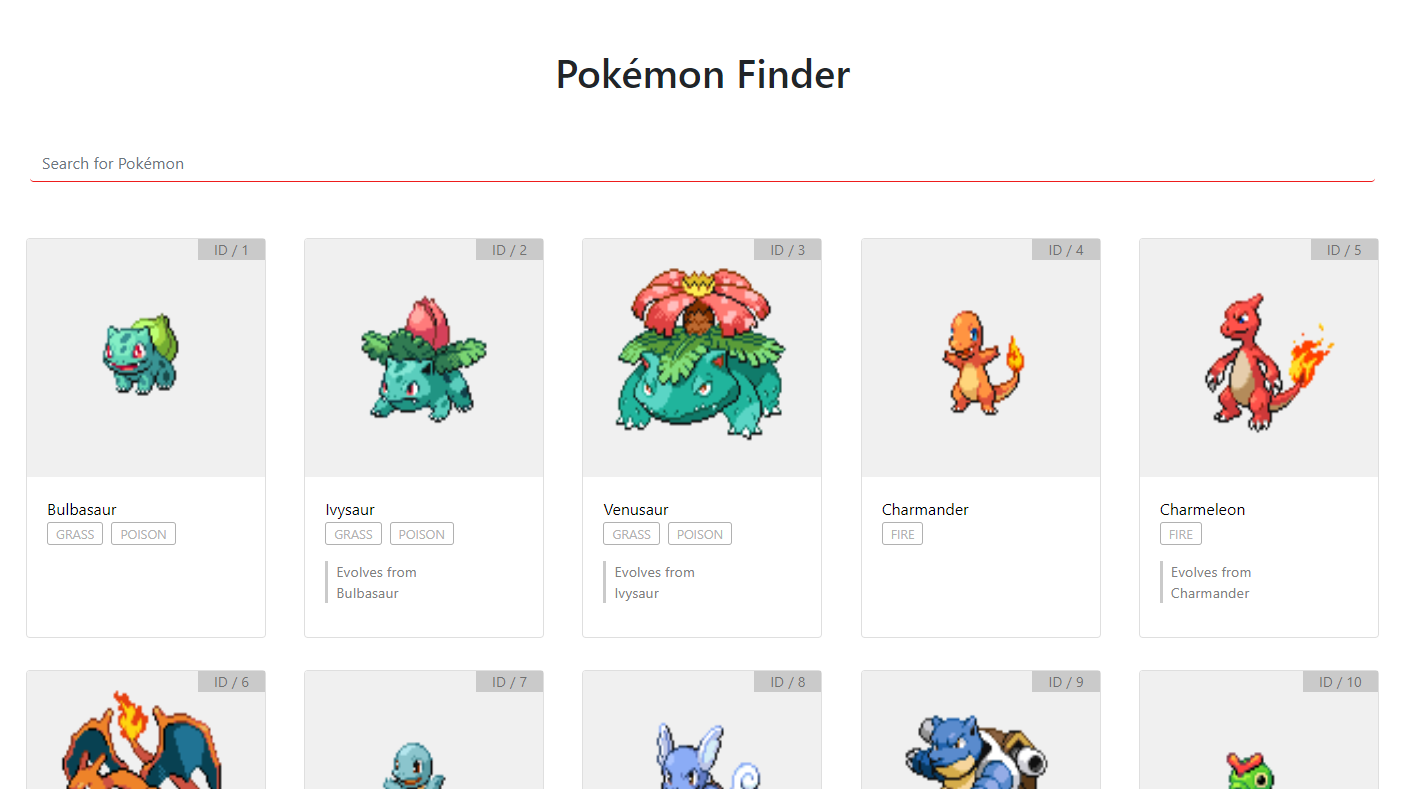 Pokémon Finder
Search for Pokémon
ID / 1
ID / 2
ID / 3
ID / 4
ID / 5
Bulbasaur
GRASS POISON
Ivysaur
GRASS POISON
Evolves from
Bulbasaur
Venusaur
GRASS POISON
Evolves from
Ivysaur
Charmander
FIRE
Charmeleon
FIRE
Evolves from
Charmander
ID / 6
ID / 7
ID / 8
ID / 9
ID / 10